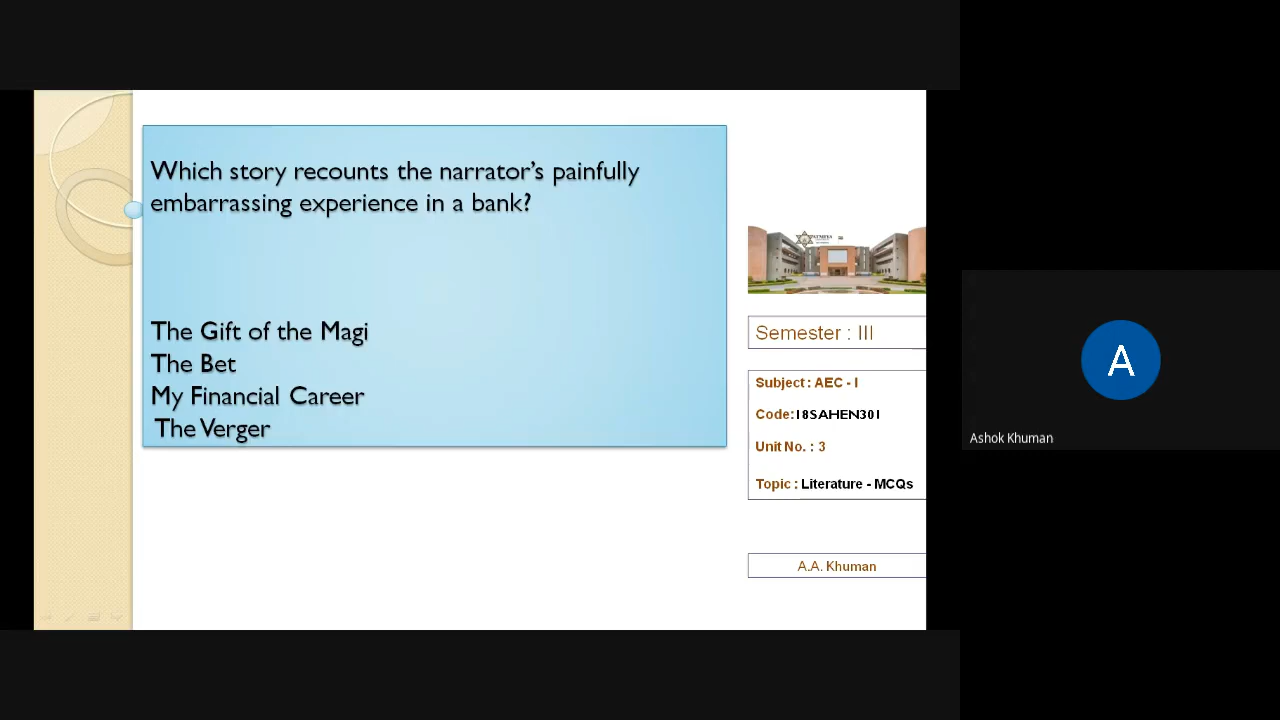 Which story recounts the narrator’s painfully
embarrassing experience in a bank?
The Gift of the Magi
The Bet
My Financial Career
The Verger
Semester : III
Subject : AEC - I
Code:18SAHEN301
Unit No. : 3
Topic : Literature - MCQs
A.A. Khuman
A
Ashok Khuman